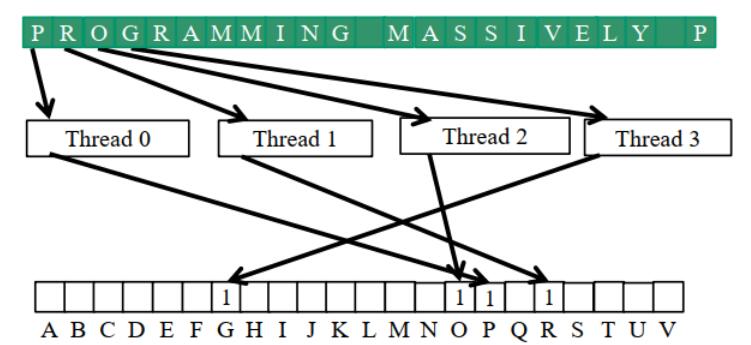 P R O G R A M M I N G M A S S I V E L Y P
Thread 0 Thread 1 Thread 2 Thread 3
1 1 1 1
A B C D E F G H I J K L M N O P Q R S T U V